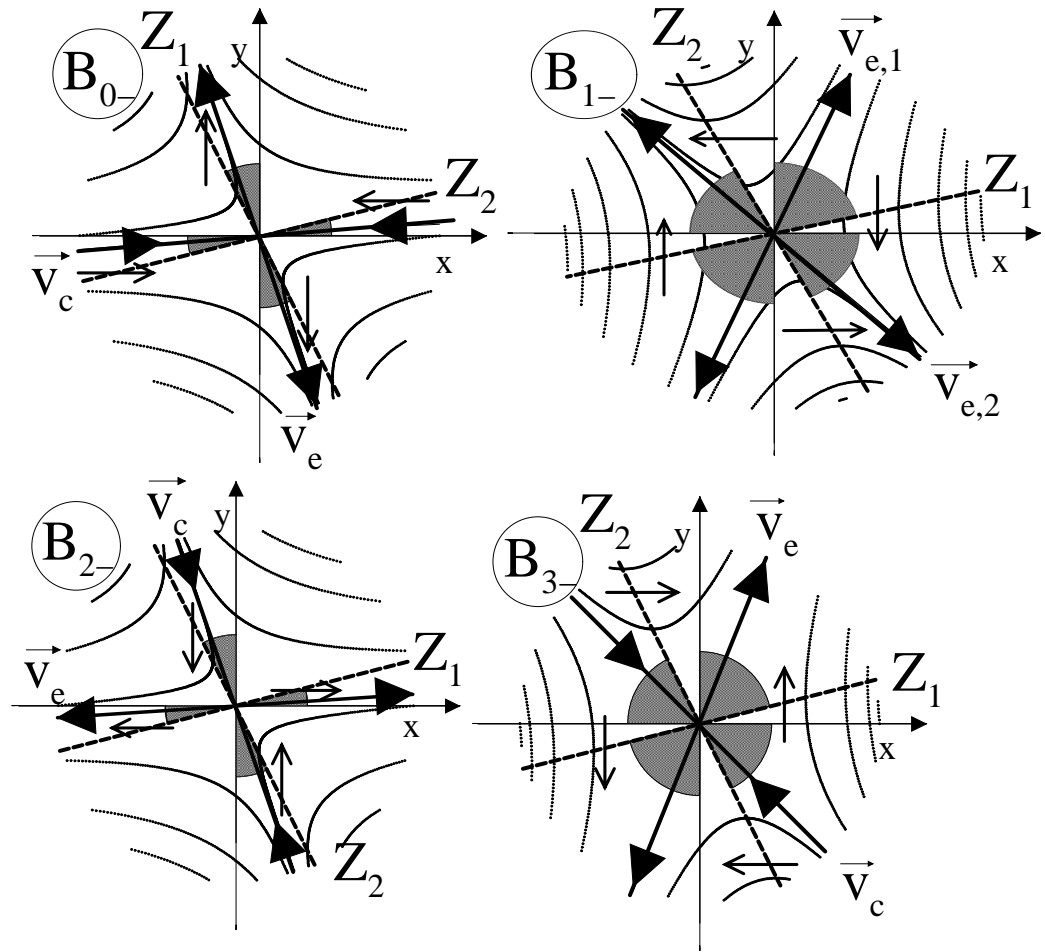 B0–
Z1
y
Z2
x
vc
ve
B1–
Z2
y
ve,1
Z1
x
ve,2
B2–
vc
y
Z1
ve
x
Z2
B3–
Z2
y
ve
Z1
x
vc